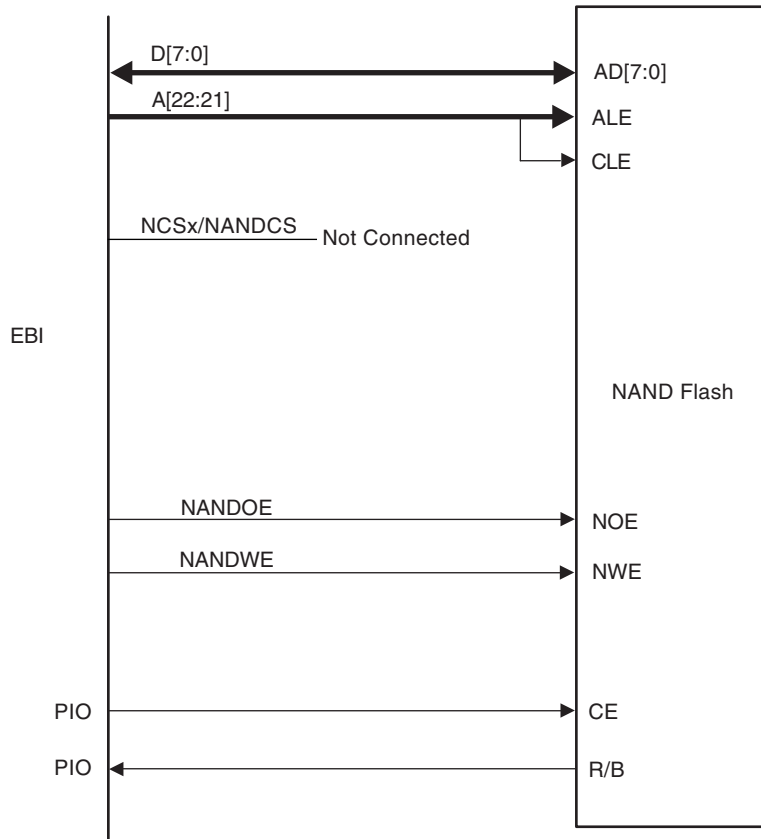 D[7:0]
AD[7:0]
A[22:21]
ALE
CLE
NCSx/NANDCS
Not Connected
EBI
NAND Flash
NANDOE
NOE
NANDWE
NWE
PIO
CE
PIO
R/B